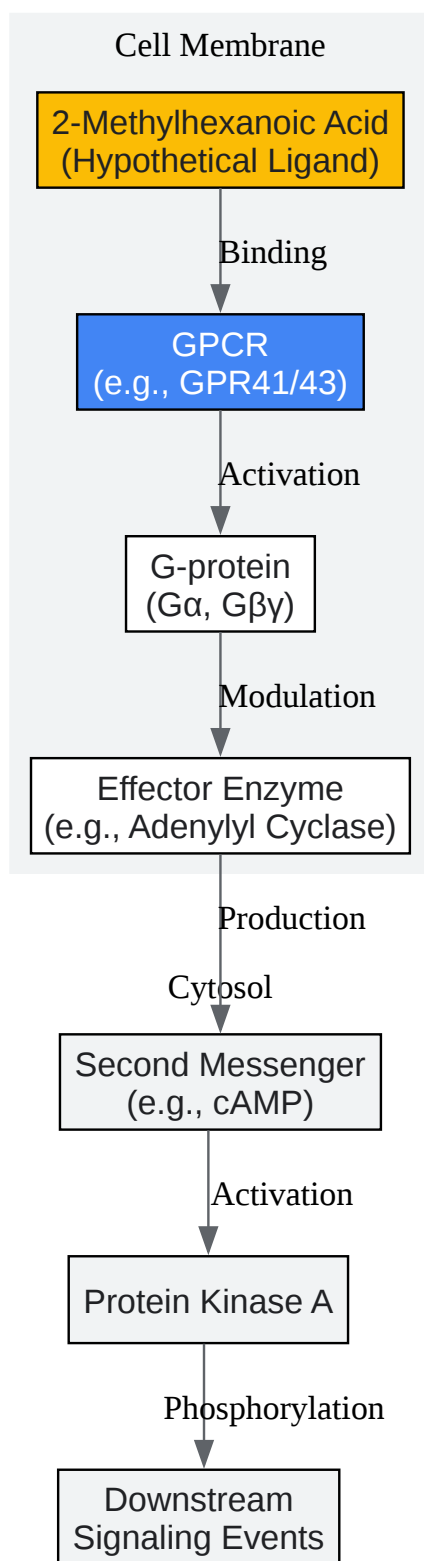 Cell Membrane
2-Methylhexanoic Acid
(Hypothetical Ligand)
Binding
GPCR
(e.g., GPR41/43)
Activation
G-protein
(Gα, Gβγ)
Modulation
Effector Enzyme
(e.g., Adenylyl Cyclase)
Production
Cytosol
Second Messenger
(e.g., cAMP)
Activation
Protein Kinase A
Phosphorylation
Downstream
Signaling Events